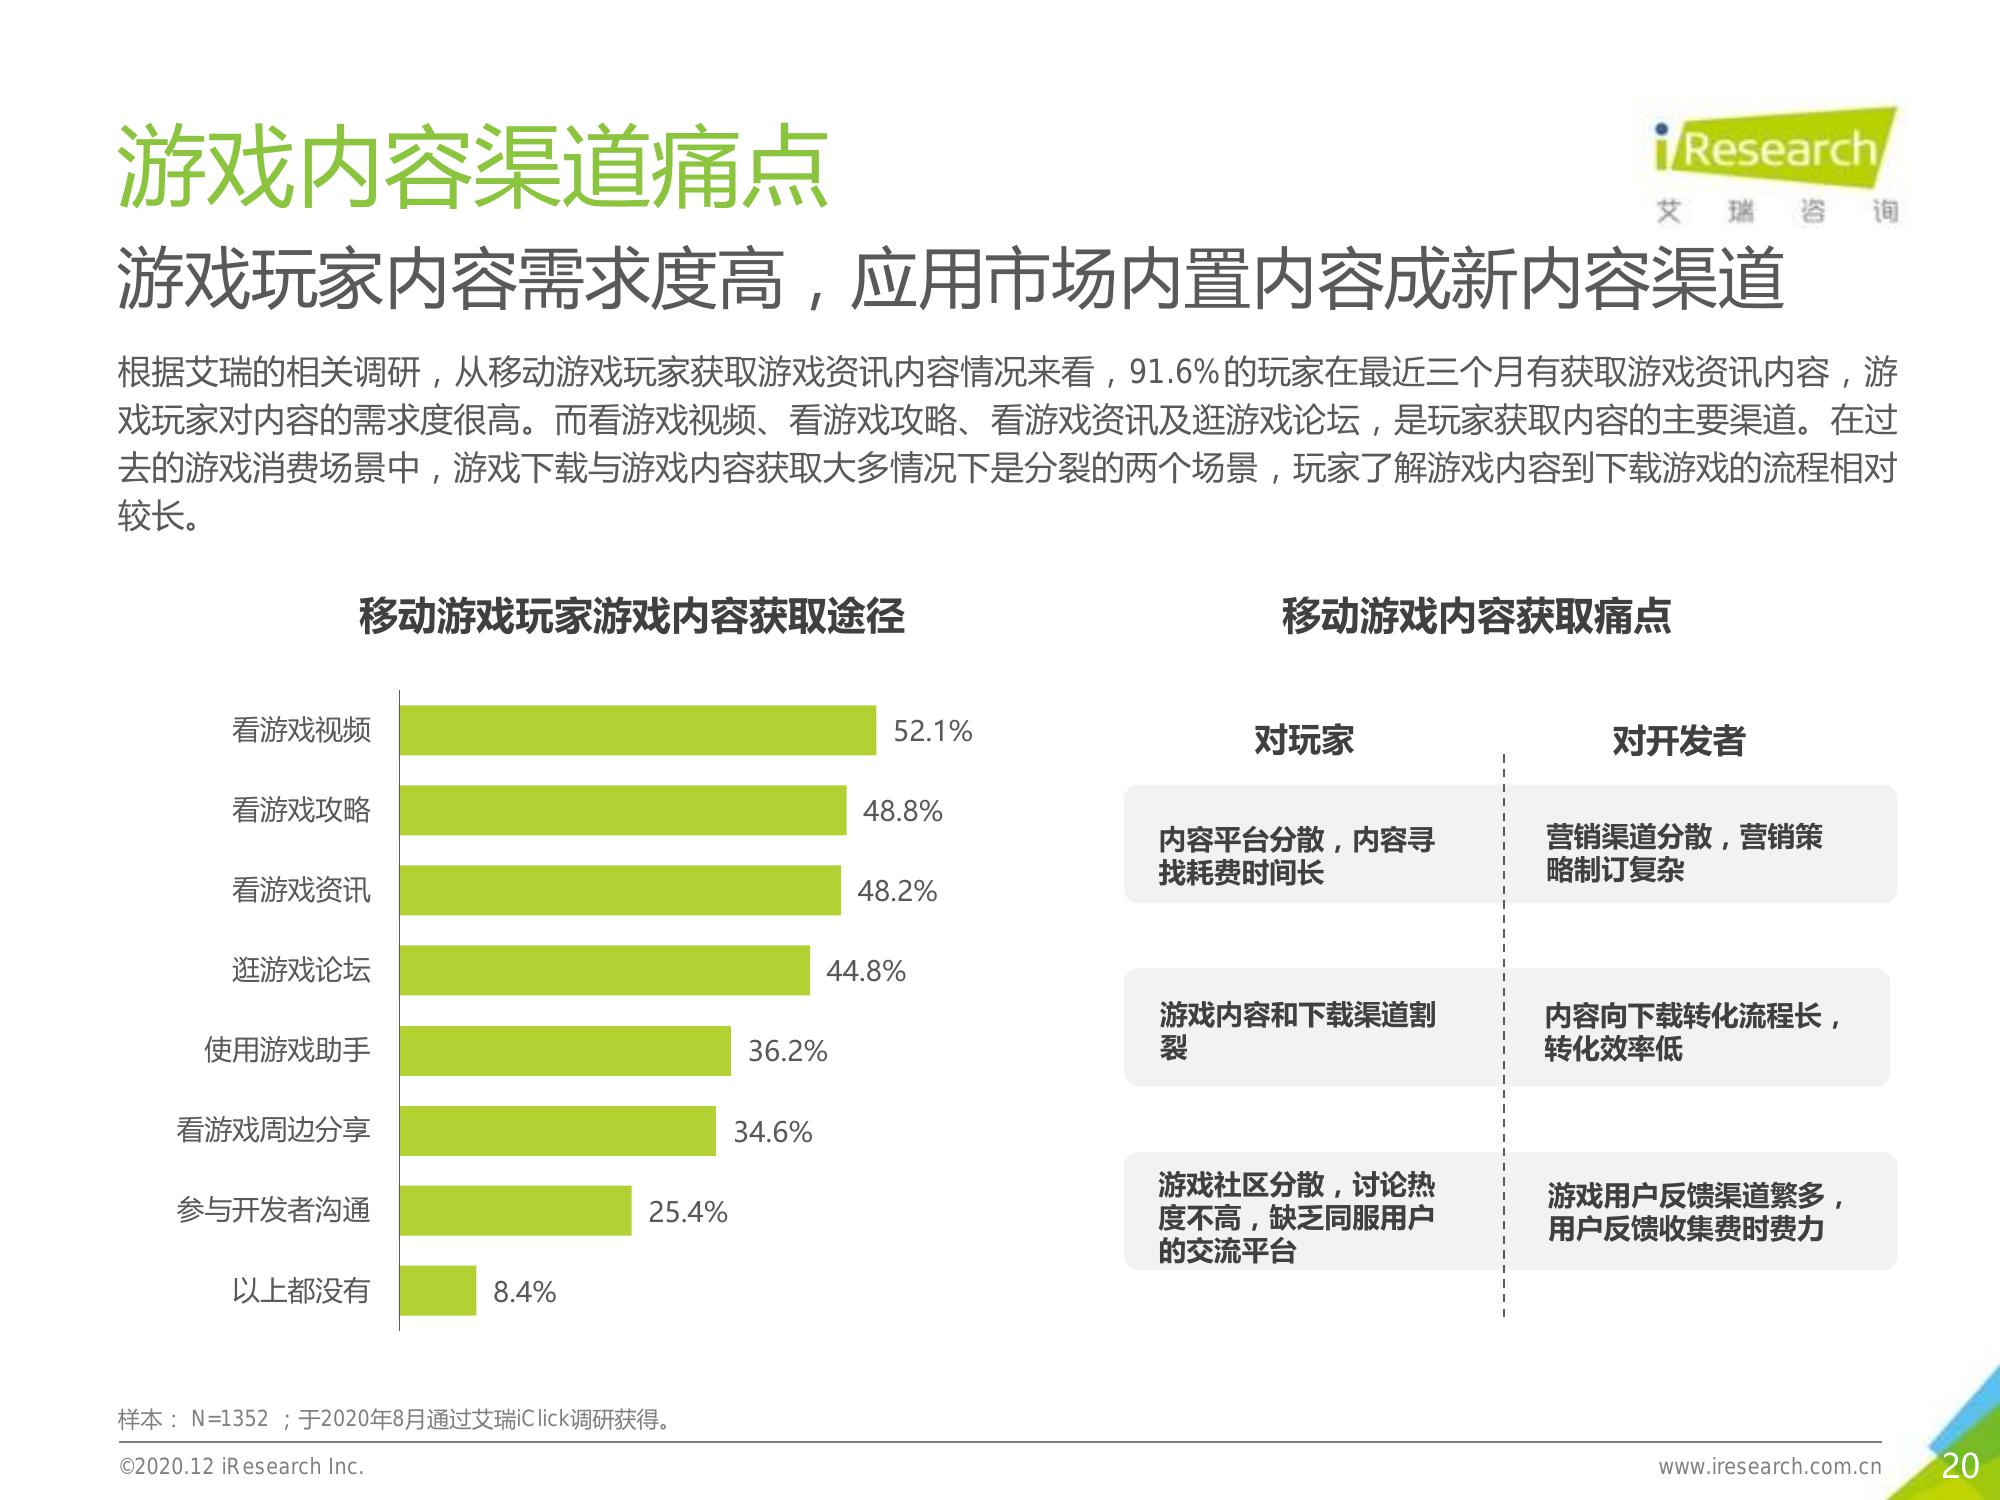 游戏内容渠道痛点
iResearch
艾瑞咨询
游戏玩家内容需求度高，应用市场内置内容成新内容渠道
根据艾瑞的相关调研，从移动游戏玩家获取游戏资讯内容情况来看，91.6%的玩家在最近三个月有获取游戏资讯内容，游
戏玩家对内容的需求度很高。而看游戏视频、看游戏攻略、看游戏资讯及逛游戏论坛，是玩家获取内容的主要渠道。在过
去的游戏消费场景中，游戏下载与游戏内容获取大多情况下是分裂的两个场景，玩家了解游戏内容到下载游戏的流程相对
较长。
移动游戏玩家游戏内容获取途径
看游戏视频 52.1%
看游戏攻略 48.8%
看游戏资讯 48.2%
逛游戏论坛 44.8%
使用游戏助手 36.2%
看游戏周边分享 34.6%
参与开发者沟通 25.4%
以上都没有 8.4%
移动游戏内容获取痛点
对玩家
对开发者
内容平台分散，内容寻
找耗费时间长
营销渠道分散，营销策
略制订复杂
游戏内容和下载渠道割
裂
内容向下载转化流程长，
转化效率低
游戏社区分散，讨论热
度不高，缺乏同服用户
的交流平台
游戏用户反馈渠道繁多，
用户反馈收集费时费力
样本：N=1352；于2020年8月通过艾瑞iClick调研获得。
©2020.12 iResearch Inc.
www.iresearch.com.cn
20